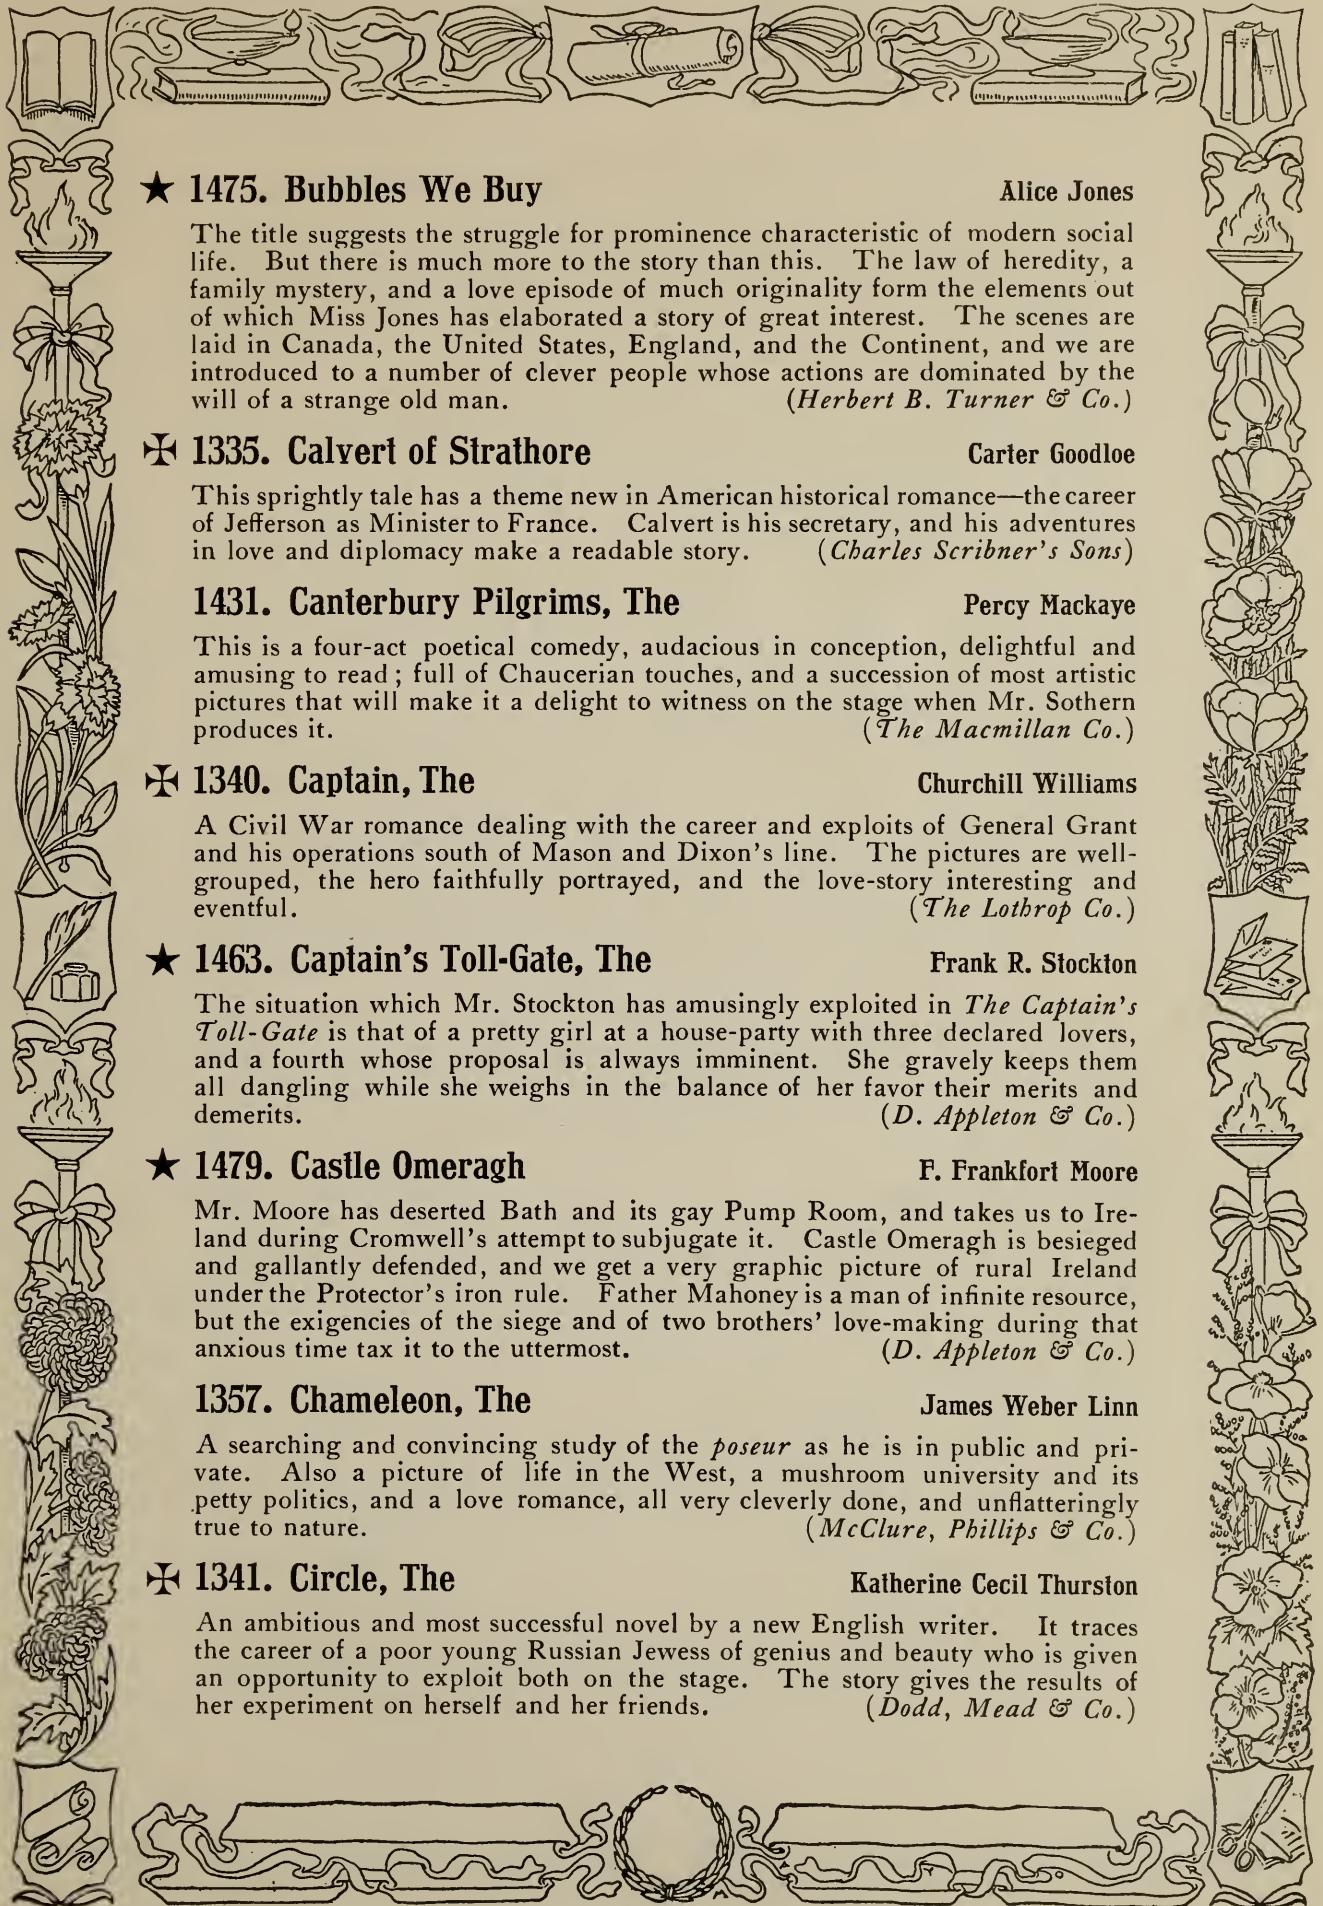 ★ 1475. Bubbles We Buy Alice Jones
The title suggests the struggle for prominence characteristic of modern social
life. But there is much more to the story than this. The law of heredity, a
family mystery, and a love episode of much originality form the elements out
of which Miss Jones has elaborated a story of great interest. The scenes are
laid in Canada, the United States, England, and the Continent, and we are
introduced to a number of clever people whose actions are dominated by the
will of a strange old man. (Herbert B. Turner & Co.)
✠ 1335. Calvert of Strathore Carter Goodloe
This sprightly tale has a theme new in American historical romance—the career
of Jefferson as Minister to France. Calvert is his secretary, and his adventures
in love and diplomacy make a readable story. (Charles Scribner's Sons)
1431. Canterbury Pilgrims, The Percy Mackaye
This is a four-act poetical comedy, audacious in conception, delightful and
amusing to read; full of Chaucerian touches, and a succession of most artistic
pictures that will make it a delight to witness on the stage when Mr. Sothern
produces it. (The Macmillan Co.)
✠ 1340. Captain, The Churchill Williams
A Civil War romance dealing with the career and exploits of General Grant
and his operations south of Mason and Dixon's line. The pictures are well-
grouped, the hero faithfully portrayed, and the love-story interesting and
eventful. (The Lothrop Co.)
★ 1463. Captain's Toll-Gate, The Frank R. Stockton
The situation which Mr. Stockton has amusingly exploited in The Captain's
Toll-Gate is that of a pretty girl at a house-party with three declared lovers,
and a fourth whose proposal is always imminent. She gravely keeps them
all dangling while she weighs in the balance of her favor their merits and
demerits. (D. Appleton & Co.)
★ 1479. Castle Omeragh F. Frankfort Moore
Mr. Moore has deserted Bath and its gay Pump Room, and takes us to Ire-
land during Cromwell's attempt to subjugate it. Castle Omeragh is besieged
and gallantly defended, and we get a very graphic picture of rural Ireland
under the Protector's iron rule. Father Mahoney is a man of infinite resource,
but the exigencies of the siege and of two brothers' love-making during that
anxious time tax it to the uttermost. (D. Appleton & Co.)
1357. Chameleon, The James Weber Linn
A searching and convincing study of the poseur as he is in public and pri-
vate. Also a picture of life in the West, a mushroom university and its
petty politics, and a love romance, all very cleverly done, and unflatteringly
true to nature. (McClure, Phillips & Co.)
✠ 1341. Circle, The Katherine Cecil Thurston
An ambitious and most successful novel by a new English writer. It traces
the career of a poor young Russian Jewess of genius and beauty who is given
an opportunity to exploit both on the stage. The story gives the results of
her experiment on herself and her friends. (Dodd, Mead & Co.)